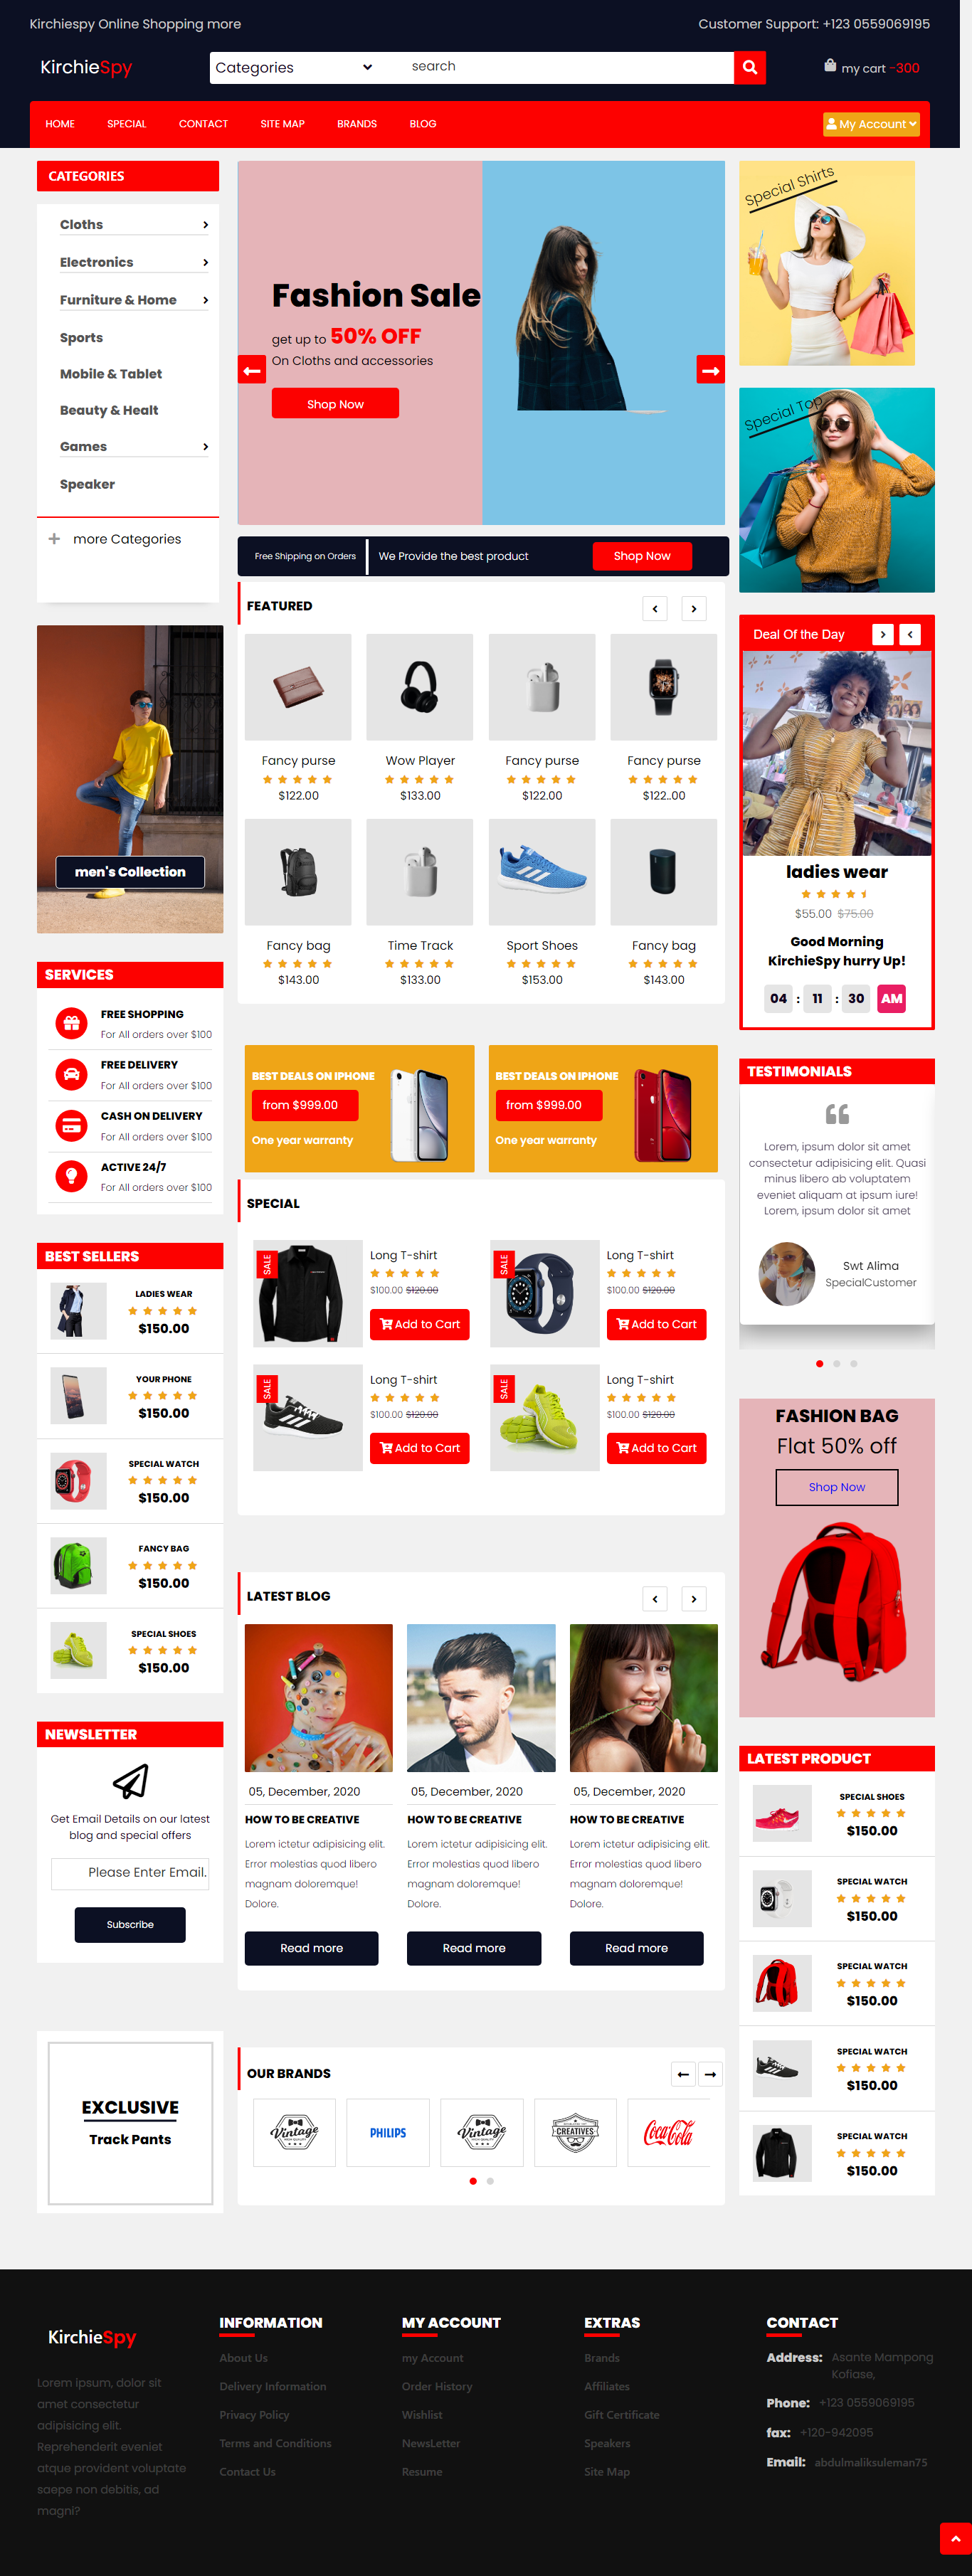 Kirchiespy Online Shopping more
Customer Support: +123 0559069195
KirchieSpy
Categories
search
my cart -300
HOME
SPECIAL
CONTACT
SITE MAP
BRANDS
BLOG
My Account
CATEGORIES
Cloths
Electronics
Furniture & Home
Sports
Mobile & Tablet
Beauty & Healt
Games
Speaker
more Categories
men's Collection
SERVICES
FREE SHOPPING
For All orders over $100
FREE DELIVERY
For All orders over $100
CASH ON DELIVERY
For All orders over $100
ACTIVE 24/7
For All orders over $100
BEST SELLERS
LADIES WEAR
$150.00
YOUR PHONE
$150.00
SPECIAL WATCH
$150.00
FANCY BAG
$150.00
SPECIAL SHOES
$150.00
NEWSLETTER
Get Email Details on our latest
blog and special offers
Please Enter Email.
Subscribe
EXCLUSIVE
Track Pants
Fashion Sale
get up to 50% OFF
On Cloths and accessories
Shop Now
Free Shipping on Orders
We Provide the best product
Shop Now
FEATURED
Fancy purse
$122.00
Wow Player
$133.00
Fancy purse
$122.00
Fancy purse
$122..00
Fancy bag
$143.00
Time Track
$133.00
Sport Shoes
$153.00
Fancy bag
$143.00
BEST DEALS ON IPHONE
from $999.00
One year warranty
BEST DEALS ON IPHONE
from $999.00
One year warranty
SPECIAL
SALE
Long T-shirt
$100.00 $120.00
Add to Cart
SALE
Long T-shirt
$100.00 $120.00
Add to Cart
SALE
Long T-shirt
$100.00 $120.00
Add to Cart
SALE
Long T-shirt
$100.00 $120.00
Add to Cart
LATEST BLOG
05, December, 2020
HOW TO BE CREATIVE
Lorem ictetur adipisicing elit.
Error molestias quod libero
magnam doloremque!
Dolore.
Read more
05, December, 2020
HOW TO BE CREATIVE
Lorem ictetur adipisicing elit.
Error molestias quod libero
magnam doloremque!
Dolore.
Read more
05, December, 2020
HOW TO BE CREATIVE
Lorem ictetur adipisicing elit.
Error molestias quod libero
magnam doloremque!
Dolore.
Read more
OUR BRANDS
Vintage
PHILIPS
Vintage
CREATIVES
Coca-Cola
Special Shirts
Special Top
Deal Of the Day
ladies wear
$55.00 $75.00
Good Morning
KirchieSpy hurry Up!
04 : 11 : 30 AM
TESTIMONIALS
Lorem, ipsum dolor sit amet
consectetur adipisicing elit. Quasi
minus libero ab voluptatem
eveniet aliquam at ipsum iure!
Lorem, ipsum dolor sit amet
Swt Alima
SpecialCustomer
FASHION BAG
Flat 50% off
Shop Now
LATEST PRODUCT
SPECIAL SHOES
$150.00
SPECIAL WATCH
$150.00
SPECIAL WATCH
$150.00
SPECIAL WATCH
$150.00
SPECIAL WATCH
$150.00
KirchieSpy
Lorem ipsum, dolor sit
amet consectetur
adipisicing elit.
Reprehenderit eveniet
atque provident voluptate
saepe non debitis, ad
magni?
INFORMATION
About Us
Delivery Information
Privacy Policy
Terms and Conditions
Contact Us
MY ACCOUNT
my Account
Order History
Wishlist
NewsLetter
Resume
EXTRAS
Brands
Affiliates
Gift Certificate
Speakers
Site Map
CONTACT
Address: Asante Mampong
Kofiase,
Phone: +123 0559069195
fax: +120-942095
Email: abdulmaliksuleman75